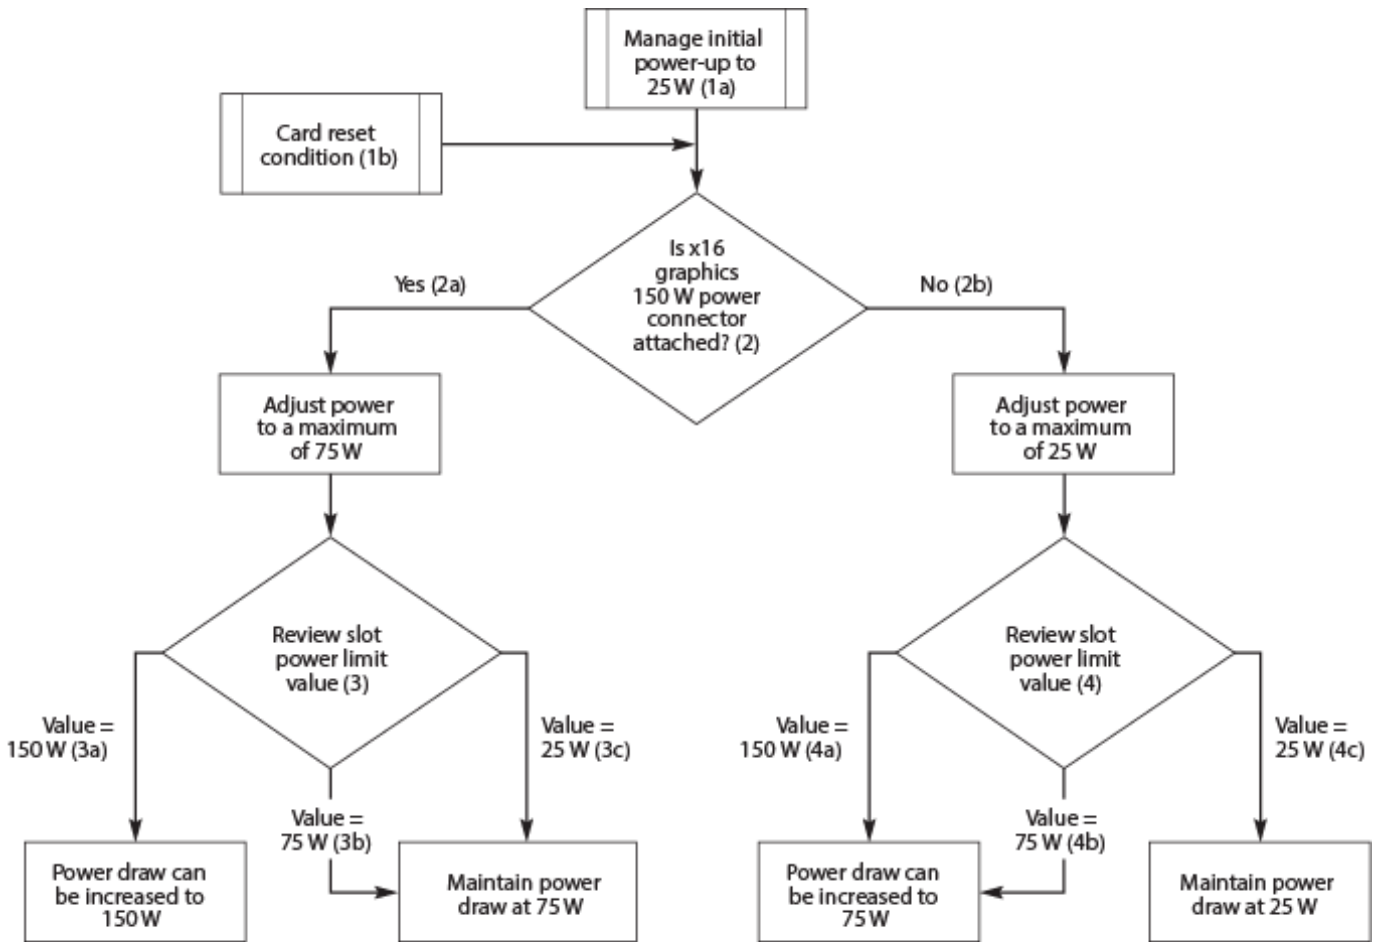 Manage initial
power-up to
25 W (1a)
Card reset
condition (1b)
Is x16
graphics
150 W power
connector
attached? (2)
Yes (2a)
No (2b)
Adjust power
to a maximum
of 75 W
Adjust power
to a maximum
of 25 W
Review slot
power limit
value (3)
Review slot
power limit
value (4)
Value =
150 W (3a)
Value =
25 W (3c)
Value =
150 W (4a)
Value =
25 W (4c)
Value =
75 W (3b)
Value =
75 W (4b)
Power draw can
be increased to
150 W
Maintain power
draw at 75 W
Power draw can
be increased to
75 W
Maintain power
draw at 25 W